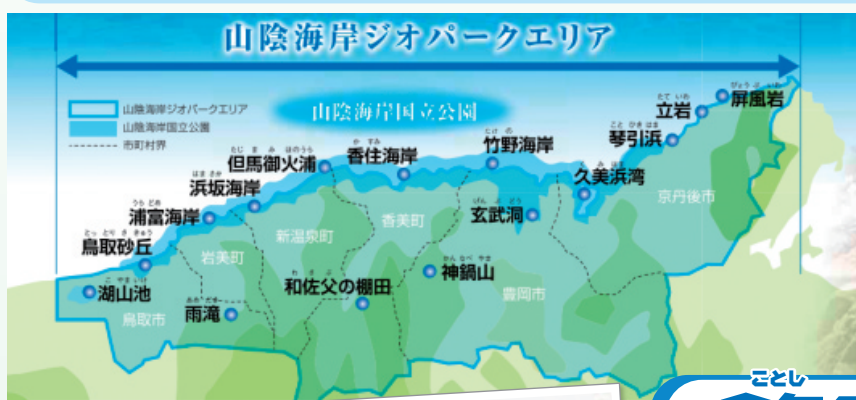 山陰海岸ジオパークエリア
山陰海岸ジオパークエリア
山陰海岸国立公園
市町村界
山陰海岸国立公園
びょうぶいわ
屏風岩
たていわ
立岩
ことひきはま
琴引浜
たけの
竹野海岸
かすみ
香住海岸
たじまみほのうら
但馬御火浦
はまさか
浜坂海岸
うらどめ
浦富海岸
とっとりさきゅう
鳥取砂丘
こやまいけ
湖山池
鳥取市
岩美町
あめだき
雨滝
新温泉町
わさぶ
和佐父の棚田
香美町
かんなべやま
神鍋山
げんぶどう
玄武洞
豊岡市
くみはま
久美浜湾
京丹後市
ことし